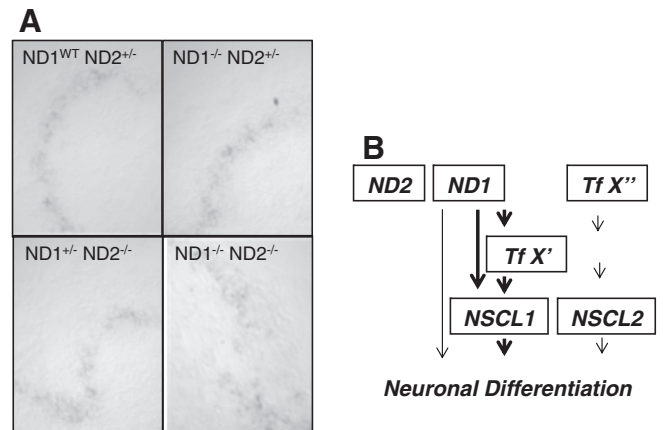 A
ND1WT ND2+/-
ND1-/- ND2+/-
ND1+/- ND2-/-
ND1-/- ND2-/-
B
ND2
ND1
Tf X’’
Tf X’
NSCL1
NSCL2
Neuronal Differentiation